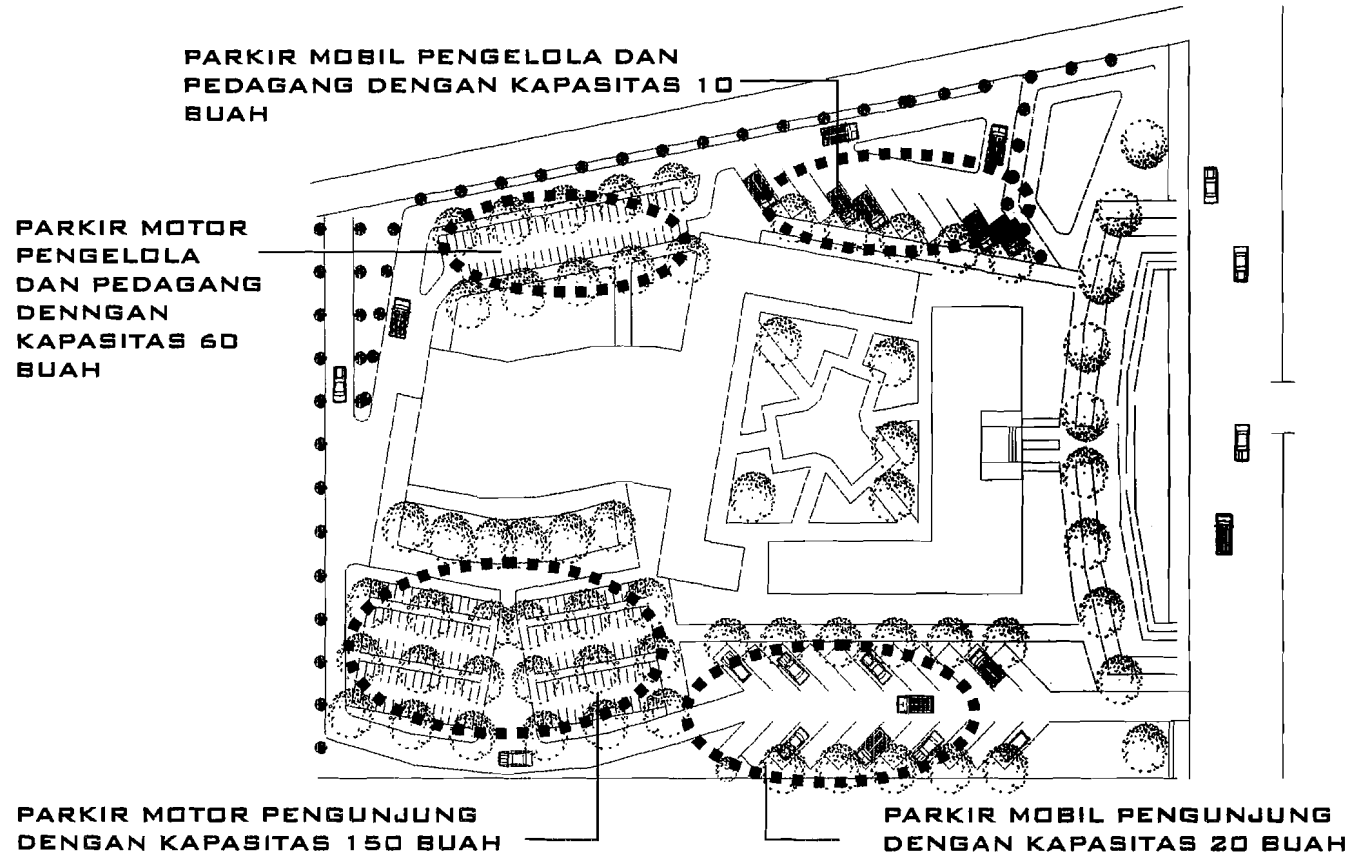 PARKIR MOBIL PENGELOLA DAN
PEDAGANG DENGAN KAPASITAS 10
BUAH
PARKIR MOTOR
PENGELOLA
DAN PEDAGANG
DENNGAN
KAPASITAS 60
BUAH
PARKIR MOTOR PENGUNJUNG
DENGAN KAPASITAS 150 BUAH
PARKIR MOBIL PENGUNJUNG
DENGAN KAPASITAS 20 BUAH